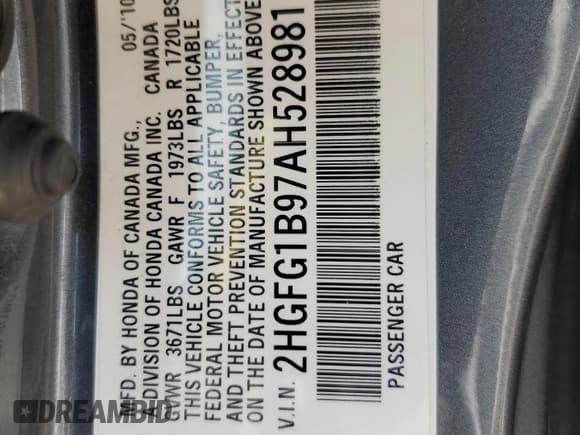 MFD. BY HONDA OF CANADA MFG., 05/'10
A DIVISION OF HONDA CANADA INC. CANADA
GVWR 3671LBS GAWR F 1973LBS R 1720LBS
THIS VEHICLE CONFORMS TO ALL APPLICABLE
FEDERAL MOTOR VEHICLE SAFETY, BUMPER,
AND THEFT PREVENTION STANDARDS IN EFFECT
ON THE DATE OF MANUFACTURE SHOWN ABOVE
V.I.N. 2HGFG1B97AH528981
PASSENGER CAR
DREAMBID